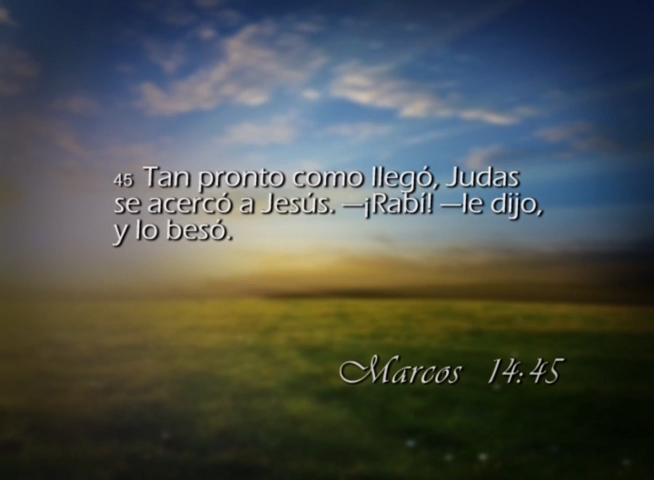 45 Tan pronto como llegó, Judas
se acercó a Jesús. —¡Rabí! —le dijo,
y lo besó.
Marcos 14:45